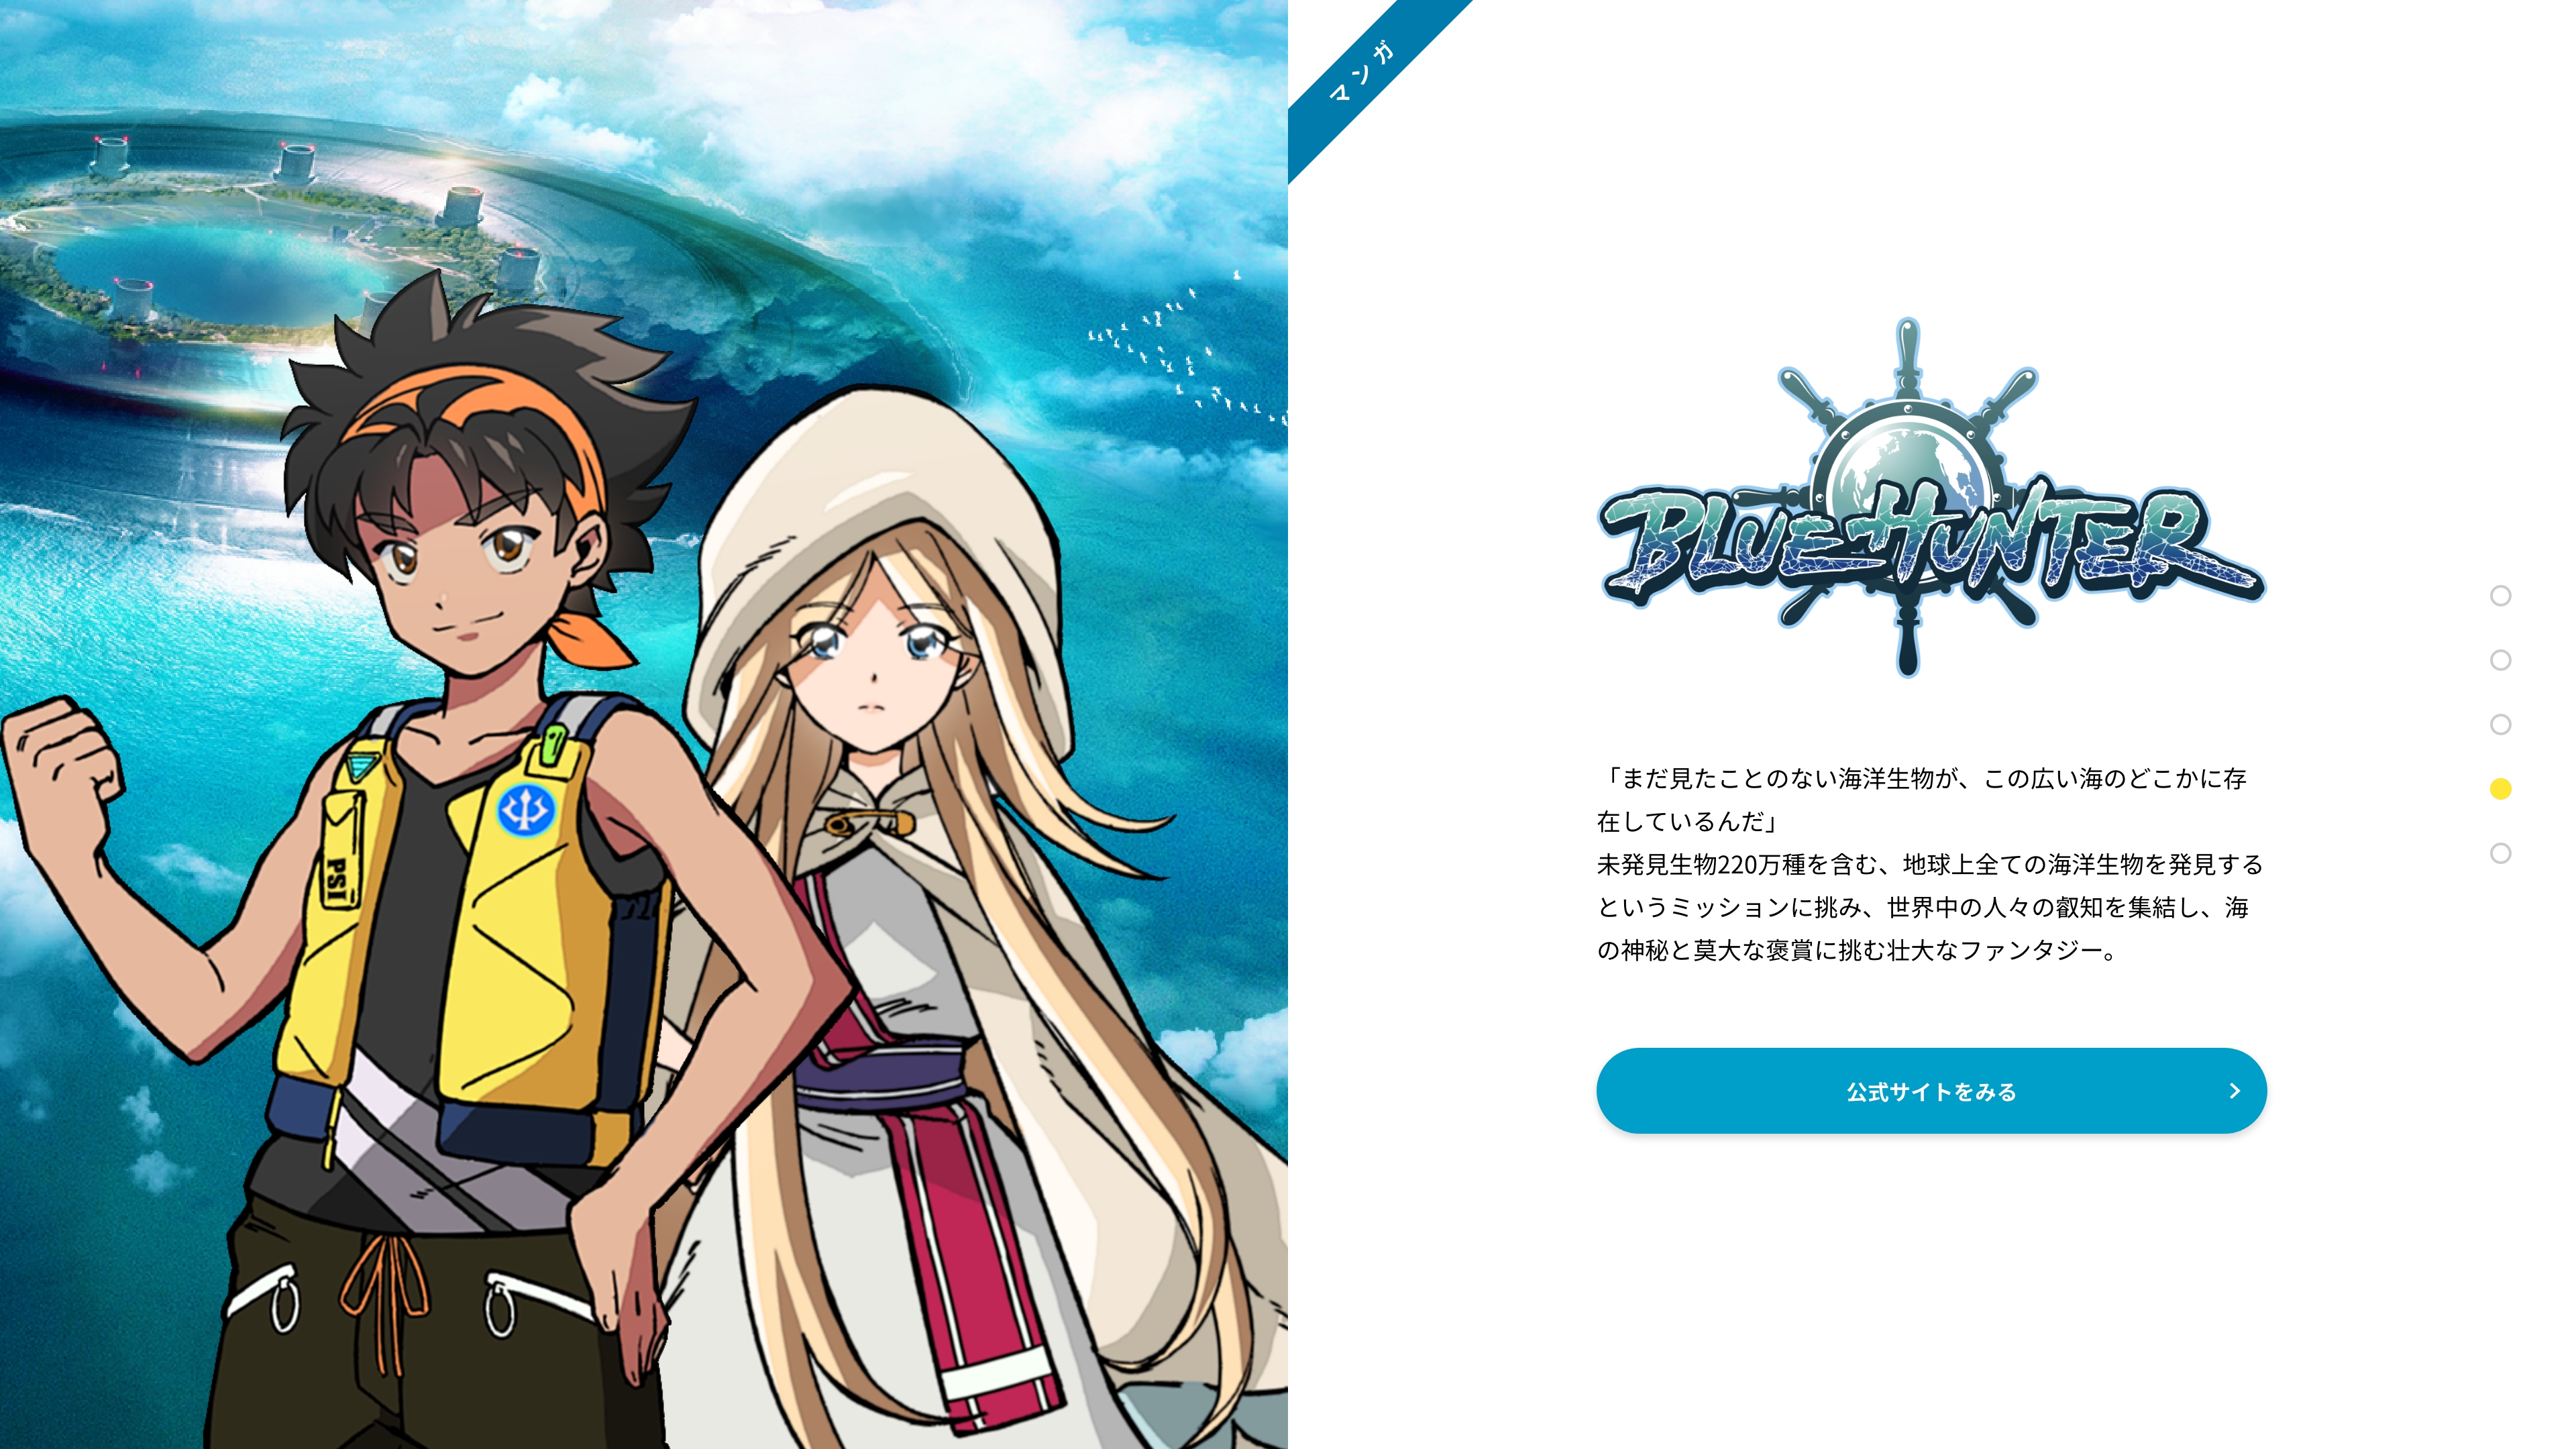 マンガ
BLUE HUNTER
「まだ見たことのない海洋生物が、この広い海のどこかに存
在しているんだ」
未発見生物220万種を含む、地球上全ての海洋生物を発見する
というミッションに挑み、世界中の人々の叡知を集結し、海
の神秘と莫大な褒賞に挑む壮大なファンタジー。
公式サイトをみる
PSI